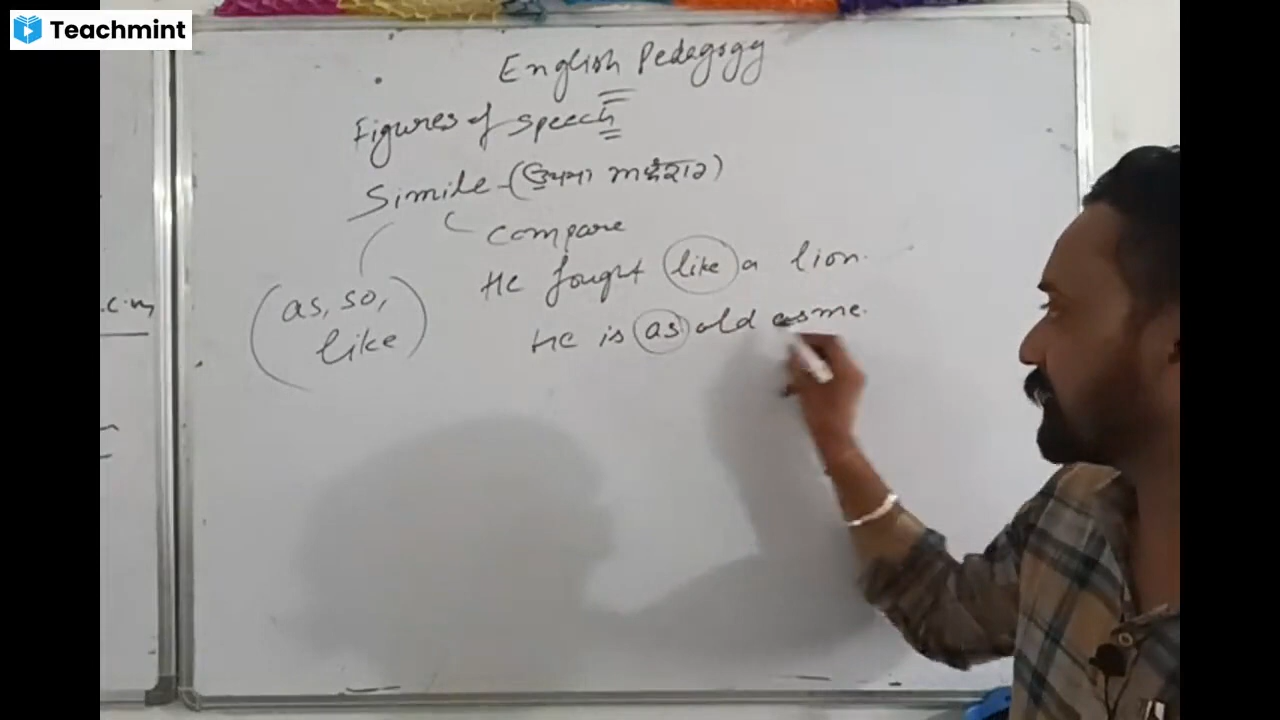 Teachmint
English Pedagogy
Figures of speech
Simile - (उपमा
compare
(as, so,
like)
He fought like a lion.
He is as old as me.